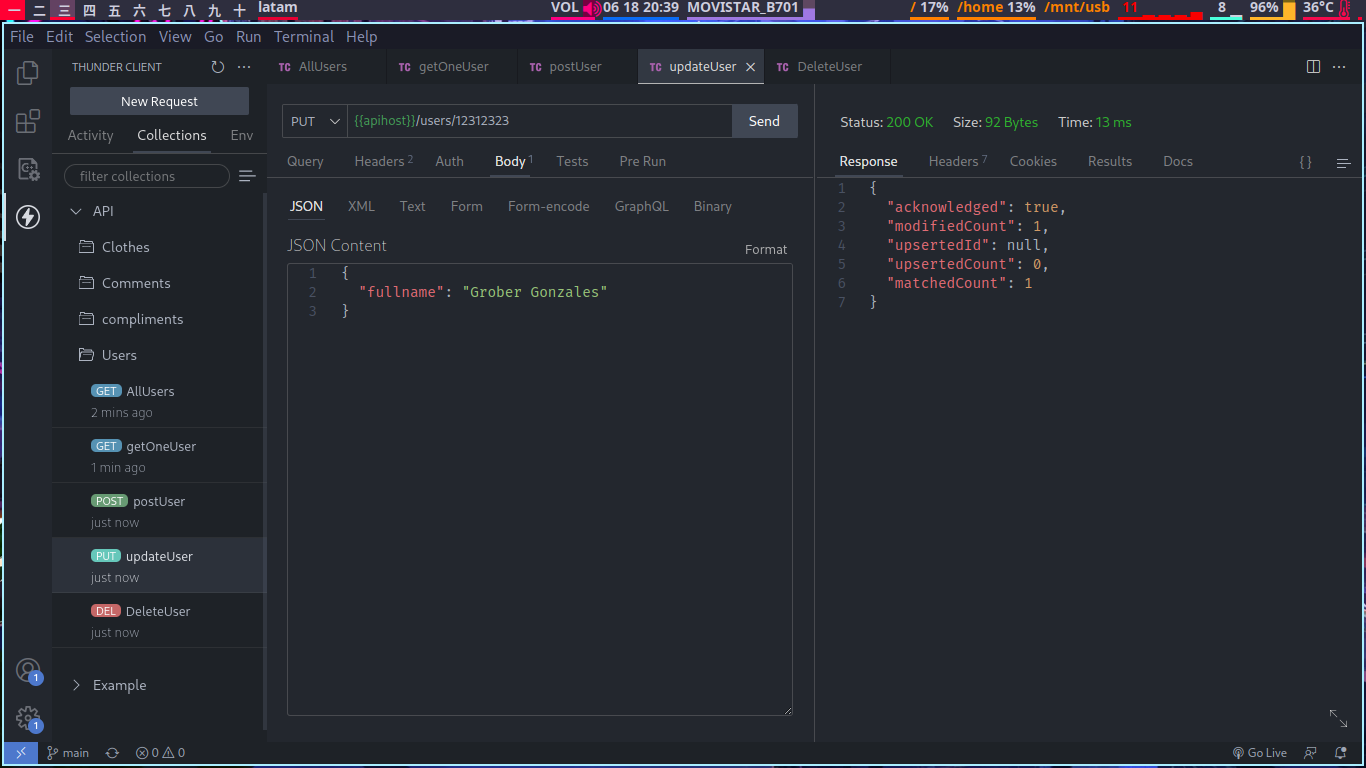 一 二 三 四 五 六 七 八 九 十 latam VOL 06 18 20:39 MOVISTAR_B701 / 17% /home 13% /mnt/usb 11 8 96% 36°C
File Edit Selection View Go Run Terminal Help
THUNDER CLIENT
New Request
Activity Collections Env
filter collections
API
Clothes
Comments
compliments
Users
GET AllUsers
2 mins ago
GET getOneUser
1 min ago
POST postUser
just now
PUT updateUser
just now
DEL DeleteUser
just now
Example
TC AllUsers TC getOneUser TC postUser TC updateUser TC DeleteUser
PUT {{apihost}}/users/12312323 Send
Query Headers 2 Auth Body 1 Tests Pre Run
JSON XML Text Form Form-encode GraphQL Binary
JSON Content Format
1 {
2 "fullname": "Grober Gonzales"
3 }
Status: 200 OK Size: 92 Bytes Time: 13 ms
Response Headers 7 Cookies Results Docs { }
1 {
2 "acknowledged": true,
3 "modifiedCount": 1,
4 "upsertedId": null,
5 "upsertedCount": 0,
6 "matchedCount": 1
7 }
1
1
main 0 0 Go Live